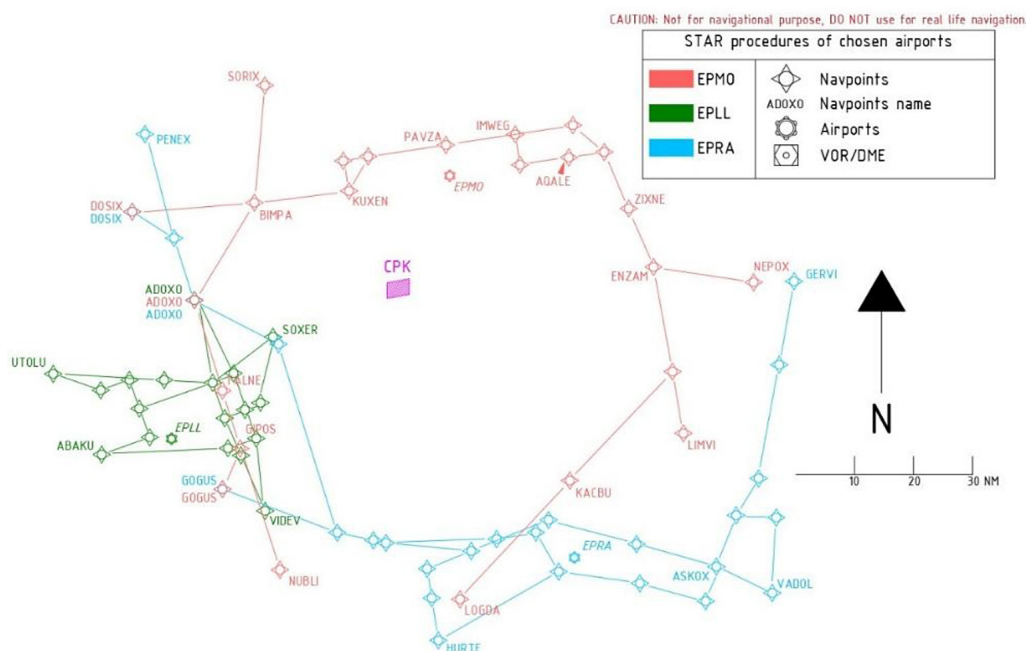 CAUTION: Not for navigational purpose, DO NOT use for real life navigation.
STAR procedures of chosen airports
EPMO
Navpoints
EPLL
ADOXO
Navpoints name
Airports
EPRA
VOR/DME
SORIX
PENEX
PAVZA
IMWEG
EPMO
AQALE
KUXEN
DOSIX
DOSIX
BIMPA
ZIXNE
CPK
ENZAM
NEPOX
GERVI
ADOXO
ADOXO
ADOXO
SOXER
UTOLU
EPLL
GIPOS
ABAKU
N
LIMVI
GOGUS
GOGUS
KACBU
10
20
30 NM
VIDEV
EPRA
NUBLI
ASKOX
VADOL
LOGDA
HURTE